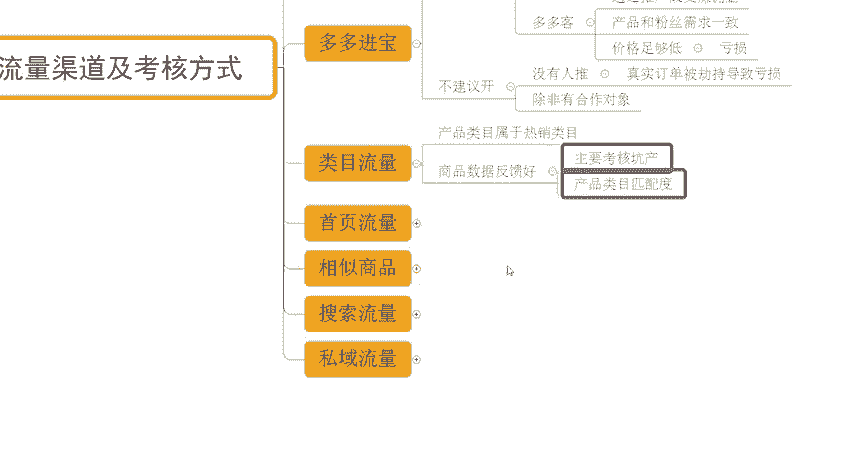 多多客
产品和粉丝需求一致
价格足够低
亏损
多多进宝
不建议开
没有人推
真实订单被劫持导致亏损
除非有合作对象
流量渠道及考核方式
类目流量
产品类目属于热销类目
商品数据反馈好
主要考核坑产
产品类目匹配度
首页流量
相似商品
搜索流量
私域流量